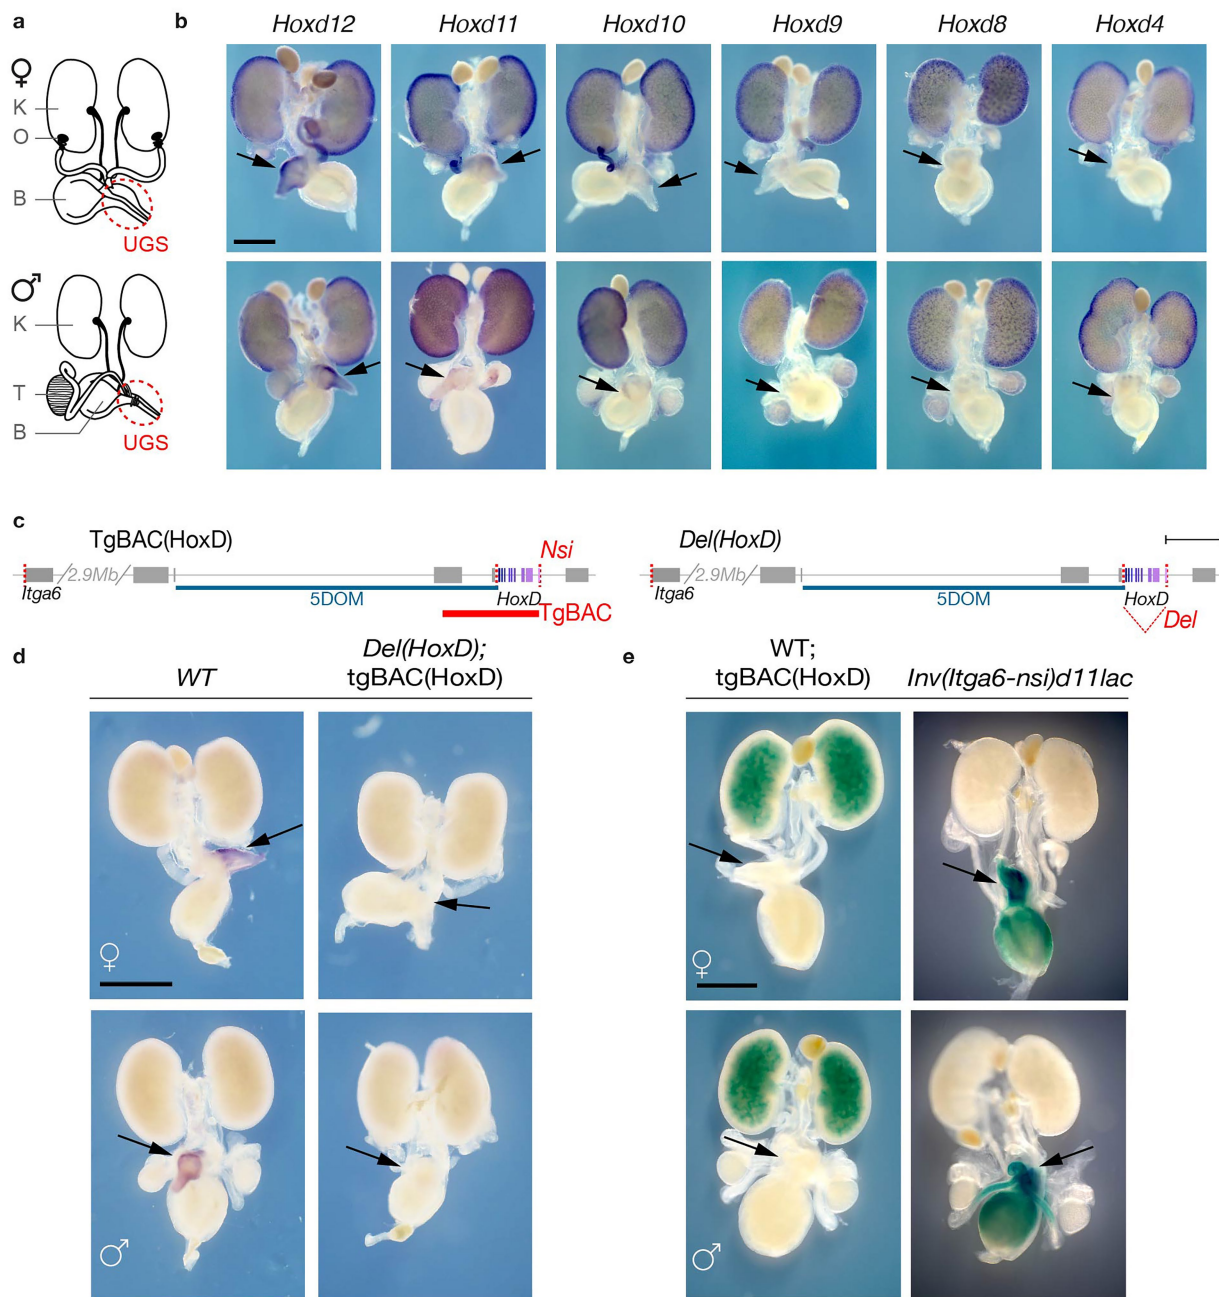 a
♀
K
O
B
UGS
♂
K
T
B
UGS
b
Hoxd12 Hoxd11 Hoxd10 Hoxd9 Hoxd8 Hoxd4
c
TgBAC(HoxD)
Nsi
2.9Mb
Itga6
5DOM
HoxD
TgBAC
Del(HoxD)
2.9Mb
Itga6
5DOM
HoxD
Del
d
WT
Del(HoxD);
tgBAC(HoxD)
♀
♂
e
WT;
tgBAC(HoxD)
Inv(Itga6-nsi)d11lac
♀
♂